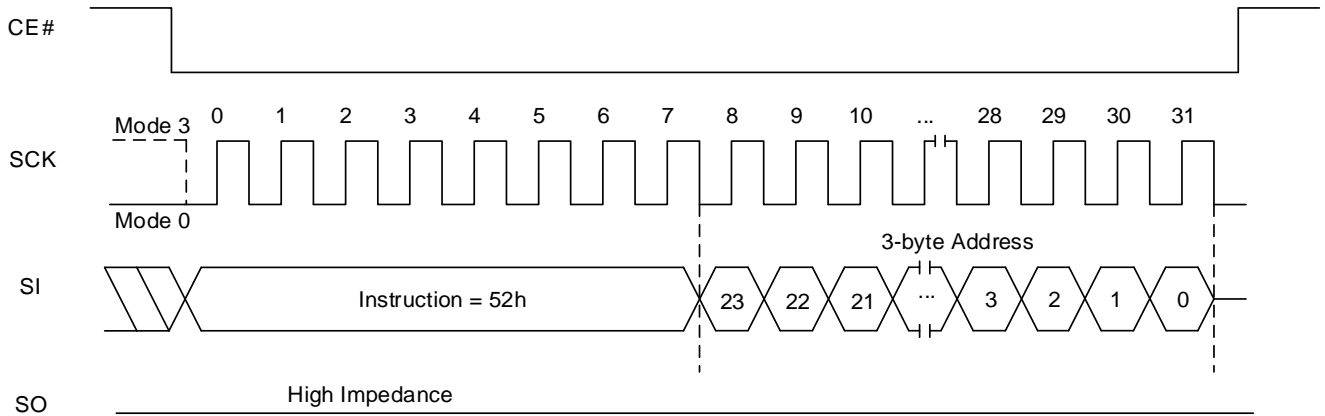 CE#
0 1 2 3 4 5 6 7 8 9 10 ... 28 29 30 31
Mode 3
SCK
Mode 0
3-byte Address
SI
Instruction = 52h 23 22 21 ... 3 2 1 0
High Impedance
SO